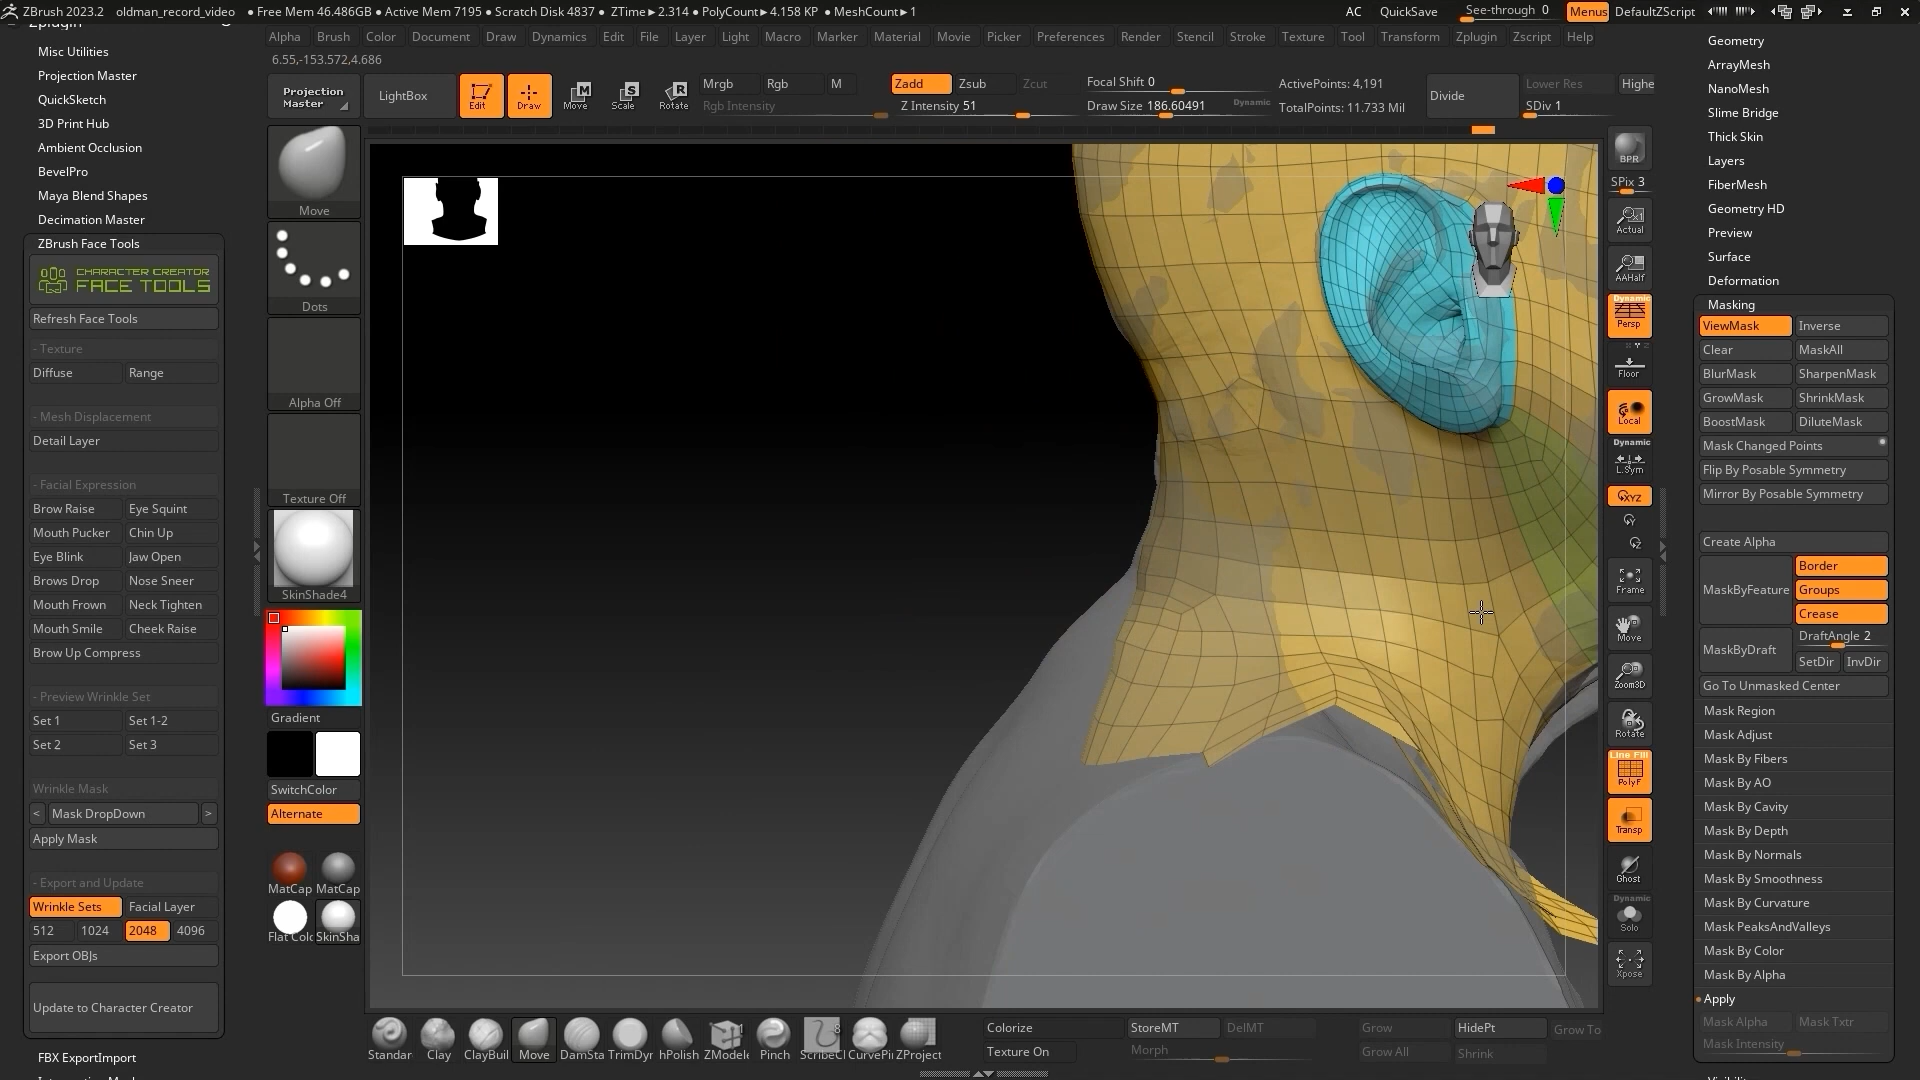 ZBrush 2023.2 oldman_record_video ● Free Mem 46.486GB ● Active Mem 7195 ● Scratch Disk 4837 ● ZTime►2.314 ● PolyCount►4.158 KP ● MeshCount►1 AC QuickSave See-through 0 Menus DefaultZScript
Alpha Brush Color Document Draw Dynamics Edit File Layer Light Macro Marker Material Movie Picker Preferences Render Stencil Stroke Texture Tool Transform Zplugin Zscript Help
6.55,-153.572,4.686
Projection Master
LightBox
Edit
Draw
Move
Scale
Rotate
Mrgb Rgb M
Rgb Intensity
Zadd Zsub Zcut
Z Intensity 51
Focal Shift 0
Draw Size 186.60491 Dynamic
ActivePoints: 4,191
TotalPoints: 11.733 Mil
Divide
Lower Res Highe
SDiv 1
Misc Utilities
Projection Master
QuickSketch
3D Print Hub
Ambient Occlusion
BevelPro
Maya Blend Shapes
Decimation Master
ZBrush Face Tools
CHARACTER CREATOR
FACE TOOLS
Refresh Face Tools
- Texture
Diffuse Range
- Mesh Displacement
Detail Layer
- Facial Expression
Brow Raise Eye Squint
Mouth Pucker Chin Up
Eye Blink Jaw Open
Brows Drop Nose Sneer
Mouth Frown Neck Tighten
Mouth Smile Cheek Raise
Brow Up Compress
- Preview Wrinkle Set
Set 1 Set 1-2
Set 2 Set 3
Wrinkle Mask
< Mask DropDown >
Apply Mask
- Export and Update
Wrinkle Sets Facial Layer
512 1024 2048 4096
Export OBJs
Update to Character Creator
FBX ExportImport
Move
Dots
Alpha Off
Texture Off
SkinShade4
Gradient
SwitchColor
Alternate
MatCap MatCap
Flat Colo SkinSha
BPR
SPix 3
Actual
AAHalf
Dynamic
Persp
Floor
Local
Dynamic
L.Sym
XYZ
Y
Z
Frame
Move
Zoom3D
Rotate
Line Fill
PolyF
Transp
Ghost
Dynamic
Solo
Xpose
Geometry
ArrayMesh
NanoMesh
Slime Bridge
Thick Skin
Layers
FiberMesh
Geometry HD
Preview
Surface
Deformation
Masking
ViewMask Inverse
Clear MaskAll
BlurMask SharpenMask
GrowMask ShrinkMask
BoostMask DiluteMask
Mask Changed Points
Flip By Posable Symmetry
Mirror By Posable Symmetry
Create Alpha
MaskByFeature
Border
Groups
Crease
MaskByDraft
DraftAngle 2
SetDir InvDir
Go To Unmasked Center
Mask Region
Mask Adjust
Mask By Fibers
Mask By AO
Mask By Cavity
Mask By Depth
Mask By Normals
Mask By Smoothness
Mask By Curvature
Mask PeaksAndValleys
Mask By Color
Mask By Alpha
Apply
Mask Alpha Mask Txtr
Mask Intensity
Standar Clay ClayBuil Move DamSta TrimDyn hPolish ZModele Pinch ScribeCl CurvePin ZProject
Colorize
Texture On
StoreMT DelMT
Morph
Grow HidePt Grow To
Grow All Shrink